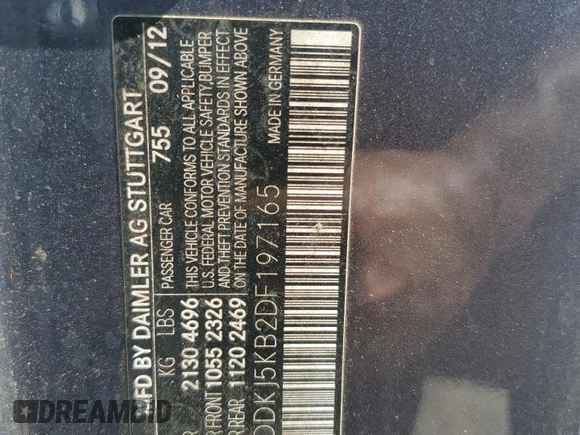 MFD BY DAIMLER AG STUTTGART
755 09/12
KG LBS PASSENGER CAR
2130 4696
FRONT 1055 2326
REAR 1120 2469
THIS VEHICLE CONFORMS TO ALL APPLICABLE
U.S. FEDERAL MOTOR VEHICLE SAFETY, BUMPER
AND THEFT PREVENTION STANDARDS IN EFFECT
ON THE DATE OF MANUFACTURE SHOWN ABOVE
DDKJ5KB2DF197165 MADE IN GERMANY
DREAMBID